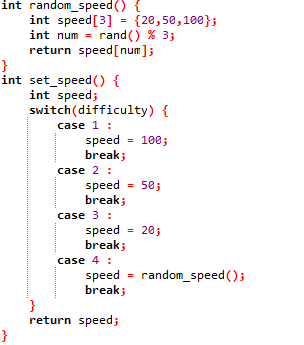 int random_speed() {
    int speed[3] = {20,50,100};
    int num = rand() % 3;
    return speed[num];
}
int set_speed() {
    int speed;
    switch(difficulty) {
        case 1 :
            speed = 100;
            break;
        case 2 :
            speed = 50;
            break;
        case 3 :
            speed = 20;
            break;
        case 4 :
            speed = random_speed();
            break;
    }
    return speed;
}